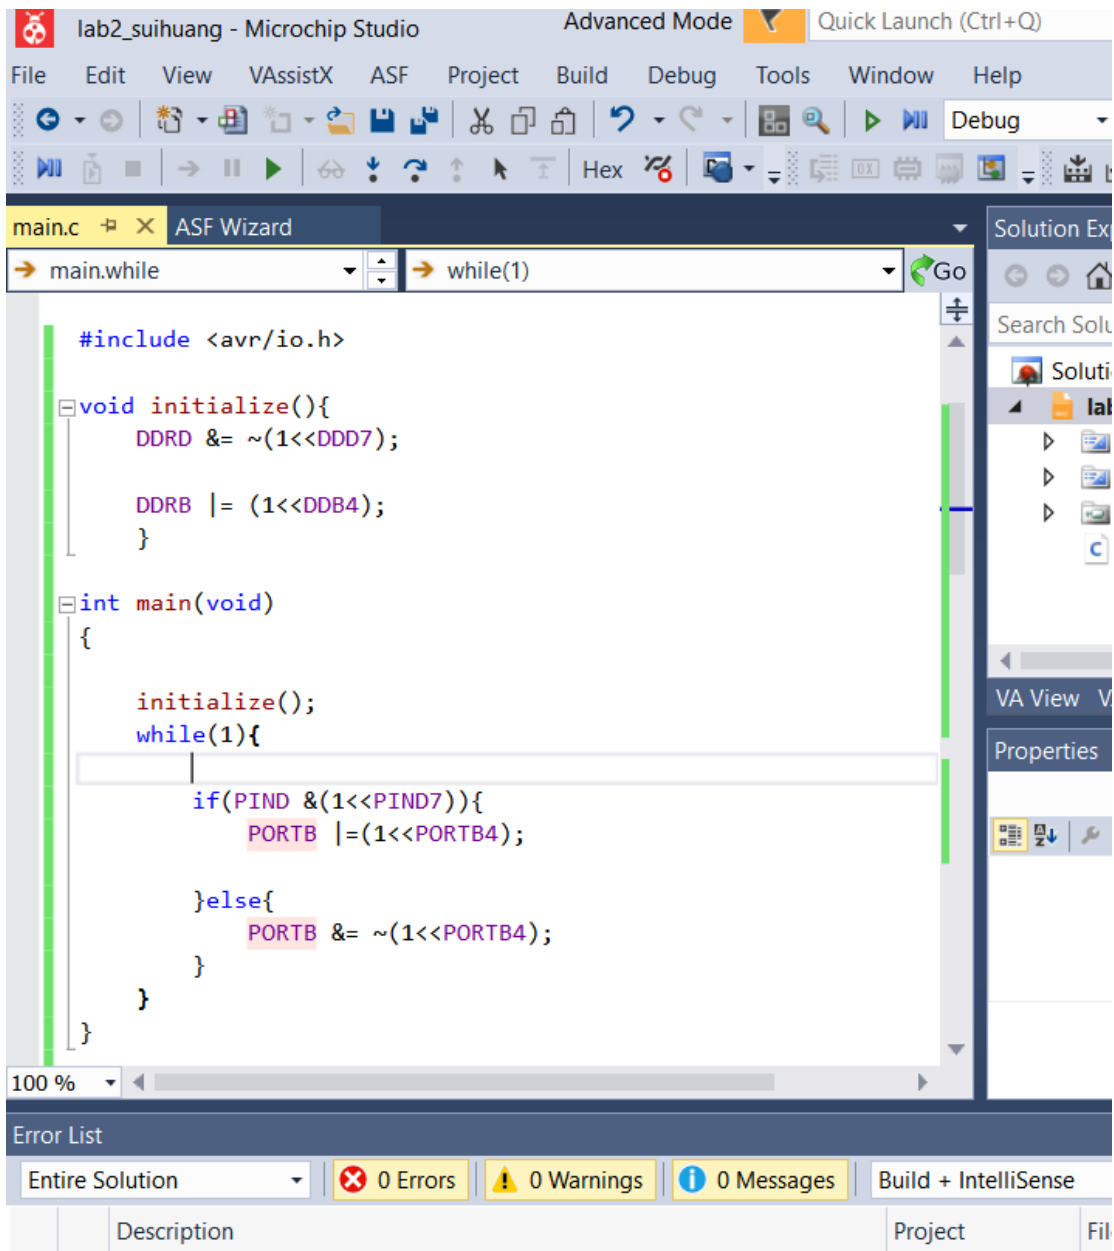 lab2_suihuang - Microchip Studio
Advanced Mode
Quick Launch (Ctrl+Q)
File Edit View VAssistX ASF Project Build Debug Tools Window Help
Debug
Hex
main.c ASF Wizard
Solution Exp
main.while
while(1)
Go
Search Solu
#include <avr/io.h>
Soluti
void initialize(){
lab
DDRD &= ~(1<<DDD7);
DDRB |= (1<<DDB4);
}
int main(void)
{
initialize();
VA View
while(1){
Properties
if(PIND &(1<<PIND7)){
PORTB |=(1<<PORTB4);
}else{
PORTB &= ~(1<<PORTB4);
}
}
}
100 %
Error List
Entire Solution
0 Errors
0 Warnings
0 Messages
Build + IntelliSense
Description
Project
Fil